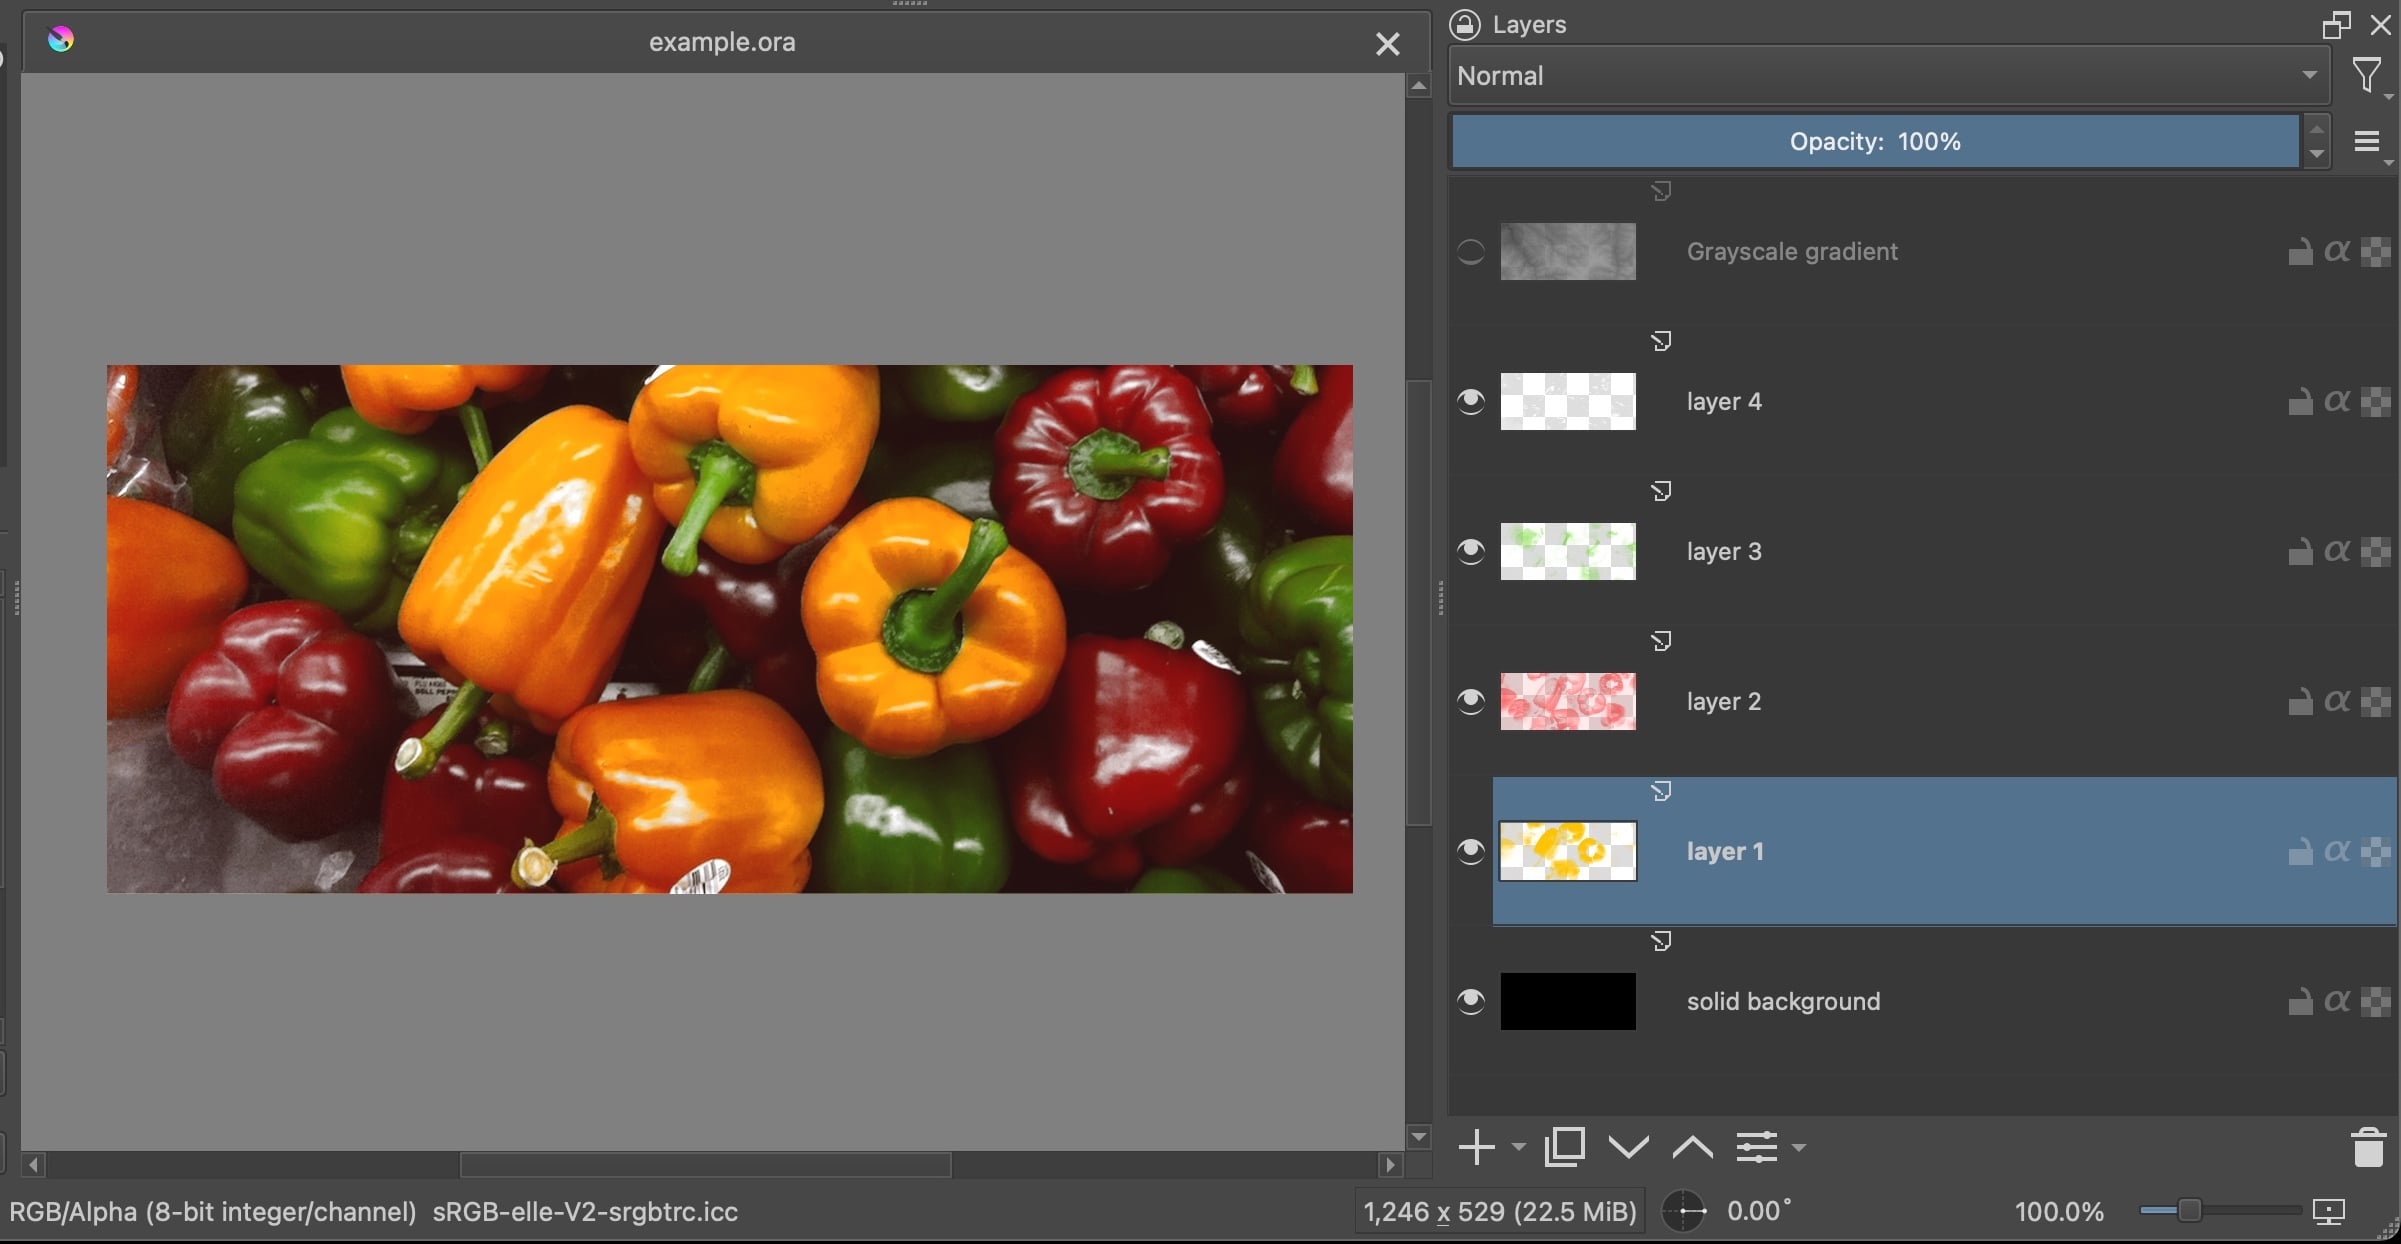 example.ora
Layers
Normal
Opacity: 100%
Grayscale gradient
α
layer 4
α
layer 3
α
layer 2
α
layer 1
α
solid background
α
RGB/Alpha (8-bit integer/channel) sRGB-elle-V2-srgbtrc.icc
1,246 x 529 (22.5 MiB)
0.00°
100.0%